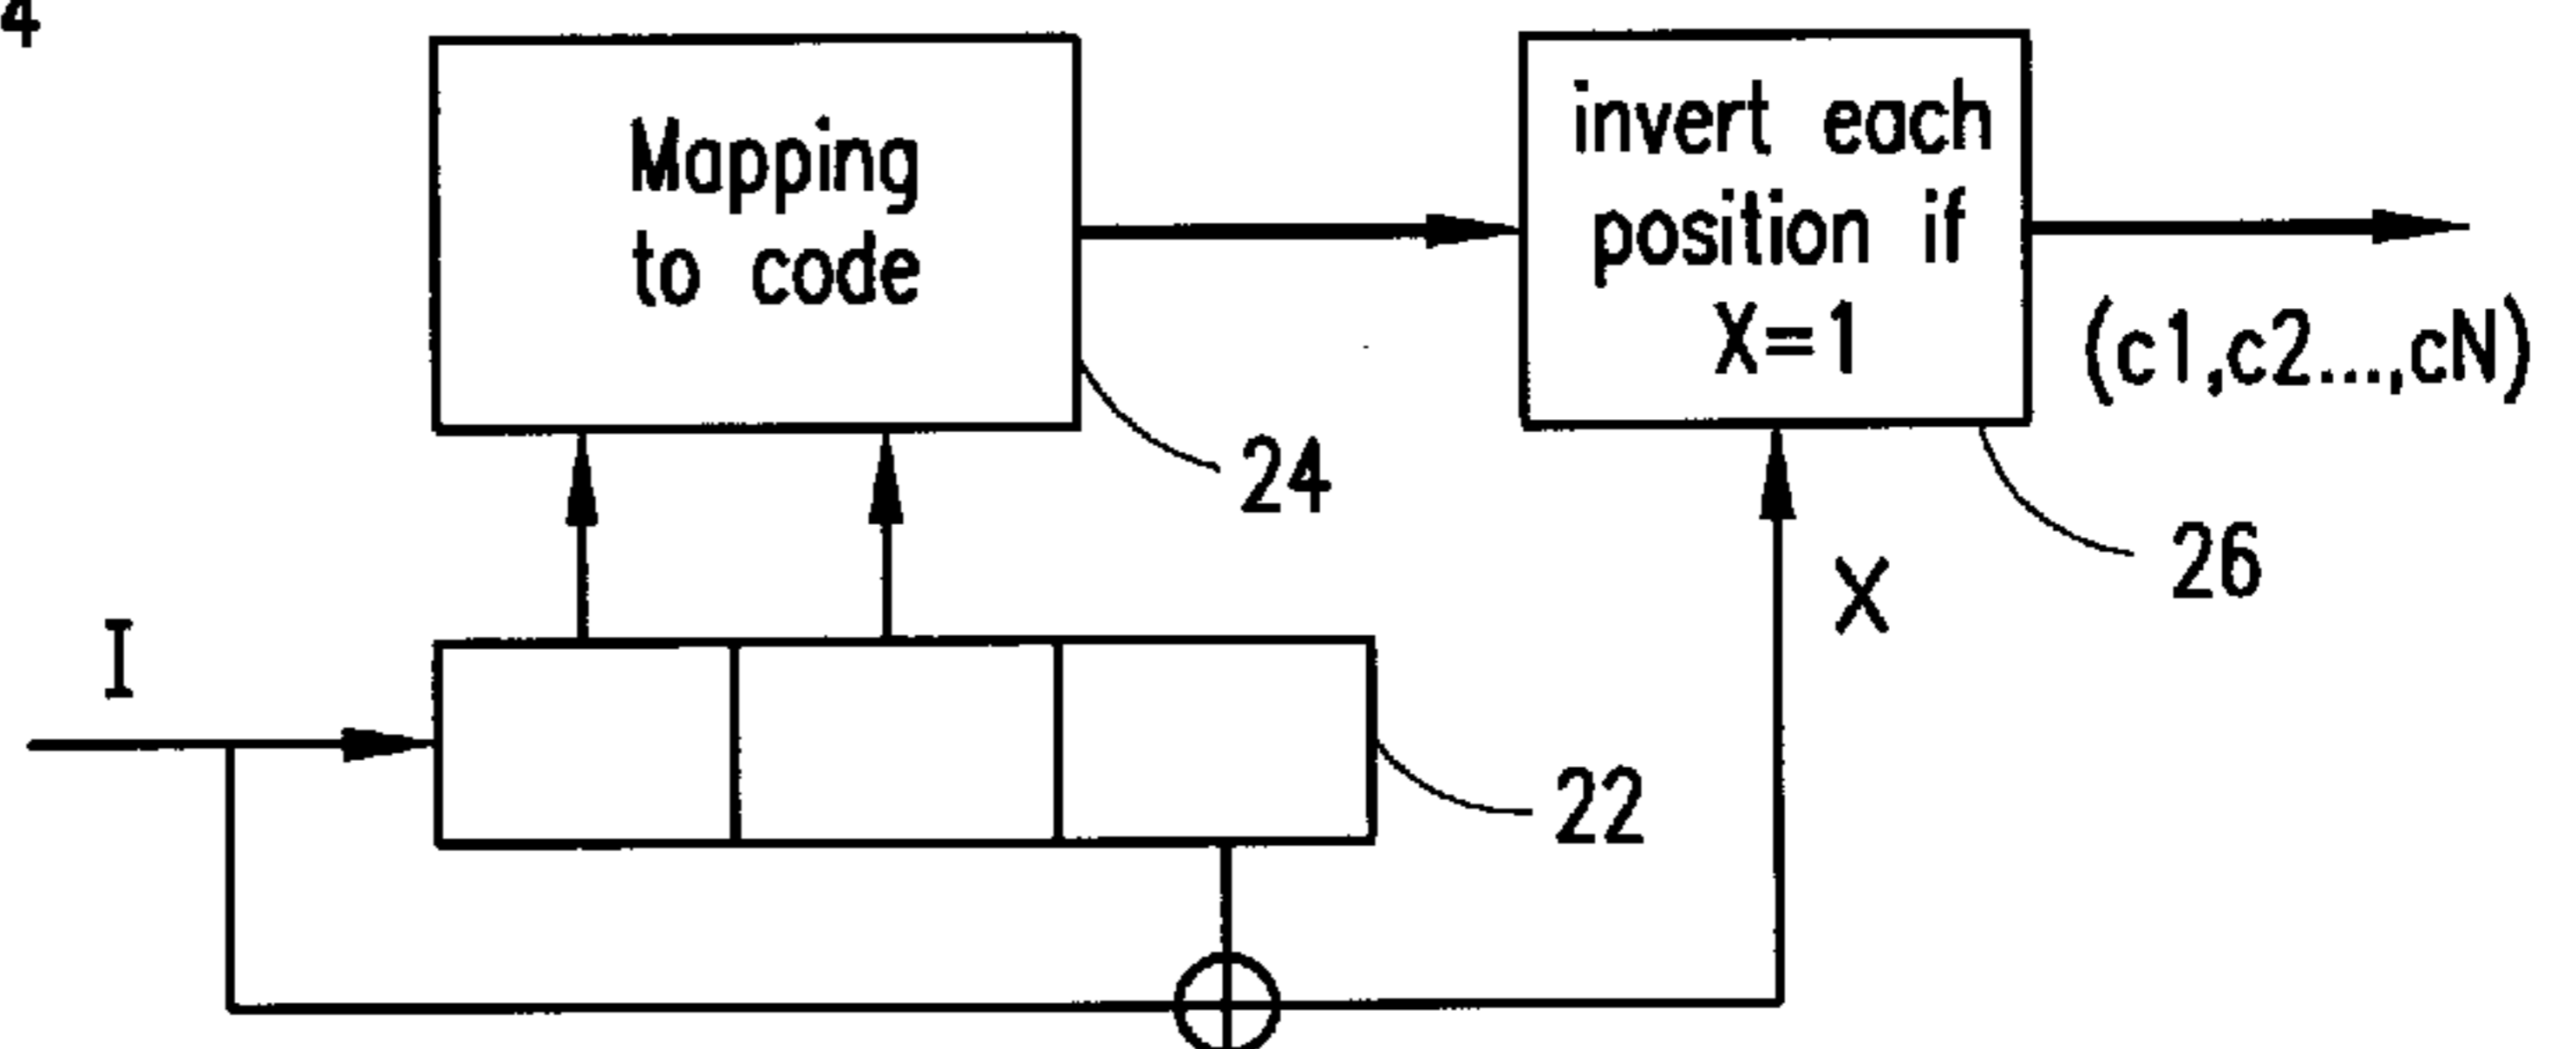 4
Mapping
to code
invert each
position if
X=1
(c1,c2...,cN)
24
26
X
I
22